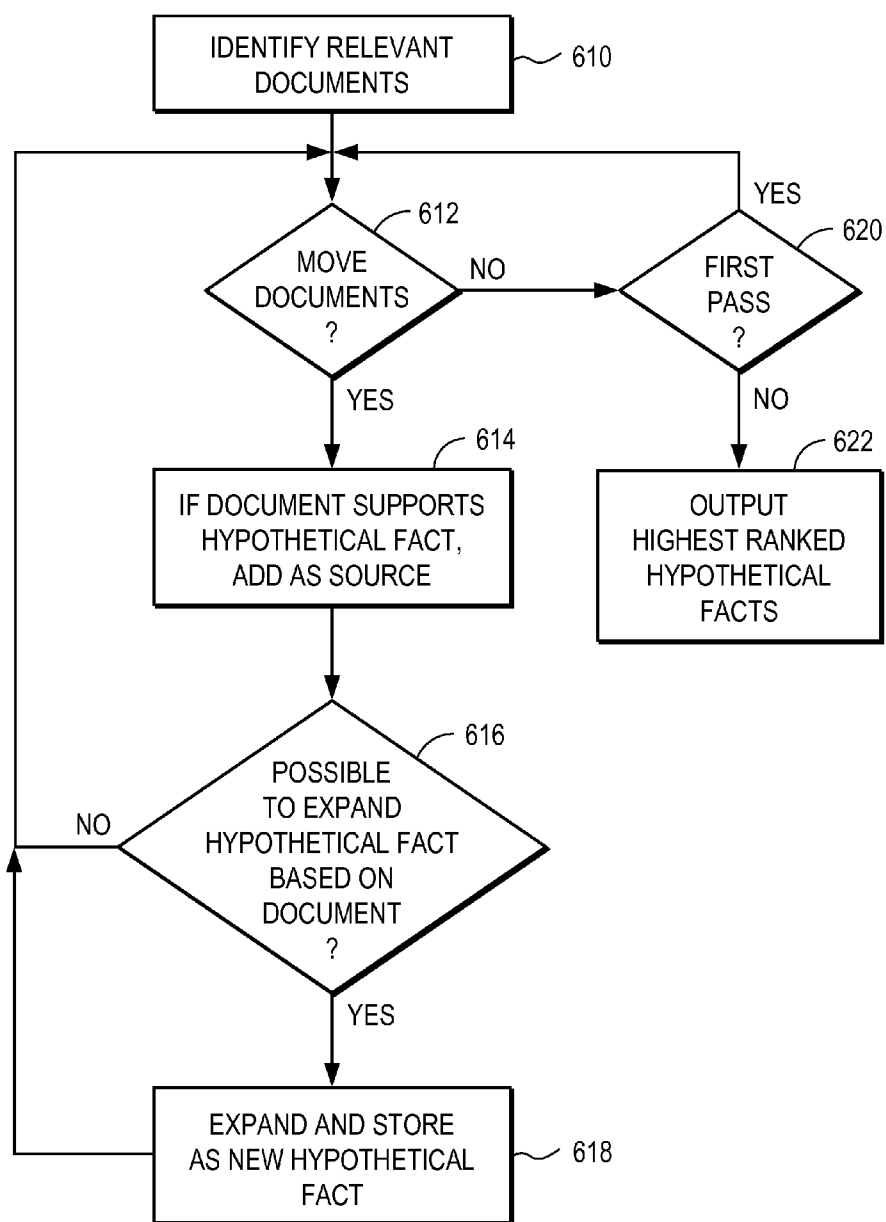 IDENTIFY RELEVANT
DOCUMENTS
610
YES
612
620
MOVE
DOCUMENTS
?
NO
FIRST
PASS
?
YES
NO
614
622
IF DOCUMENT SUPPORTS
HYPOTHETICAL FACT,
ADD AS SOURCE
OUTPUT
HIGHEST RANKED
HYPOTHETICAL
FACTS
616
POSSIBLE
TO EXPAND
HYPOTHETICAL FACT
BASED ON
DOCUMENT
?
NO
YES
EXPAND AND STORE
AS NEW HYPOTHETICAL
FACT
618